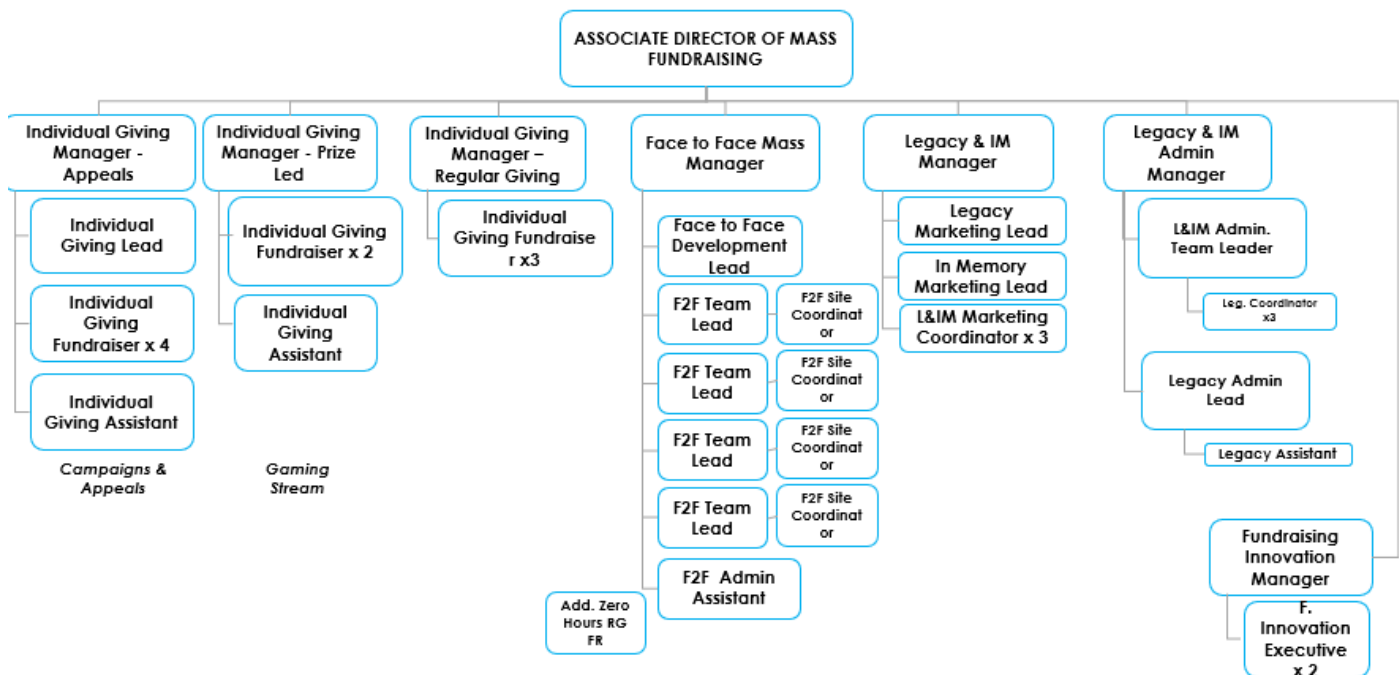 ASSOCIATE DIRECTOR OF MASS
FUNDRAISING
Individual Giving
Manager -
Appeals
Individual
Giving Lead
Individual
Giving
Fundraiser x 4
Individual
Giving Assistant
Campaigns &
Appeals
Individual Giving
Manager - Prize
Led
Individual Giving
Fundraiser x 2
Individual
Giving
Assistant
Gaming
Stream
Individual Giving
Manager –
Regular Giving
Individual
Giving Fundraise
r x3
Face to Face Mass
Manager
Face to Face
Development
Lead
F2F Team
Lead
F2F Site
Coordinat
or
F2F Team
Lead
F2F Site
Coordinat
or
F2F Team
Lead
F2F Site
Coordinat
or
F2F Team
Lead
F2F Site
Coordinat
or
F2F Admin
Assistant
Add. Zero
Hours RG
FR
Legacy & IM
Manager
Legacy
Marketing Lead
In Memory
Marketing Lead
L&IM Marketing
Coordinator x 3
Legacy & IM
Admin
Manager
L&IM Admin.
Team Leader
Leg. Coordinator
x3
Legacy Admin
Lead
Legacy Assistant
Fundraising
Innovation
Manager
F.
Innovation
Executive
x 2